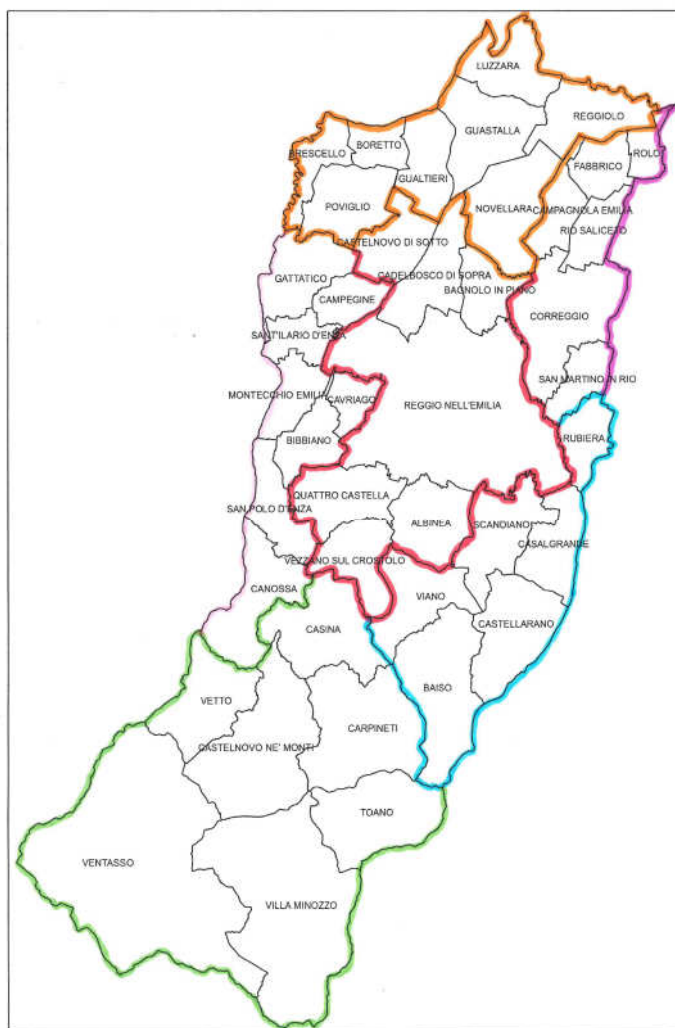 LUZZARA
REGGIOLO
GUASTALLA
BORETTO
BRESCELLO
GUALTIERI
ROLO
FABBRICO
POVIGLIO
NOVELLARA
CAMPAGNOLA EMILIA
RIO SALICETO
CASTELNOVO DI SOTTO
GATTATICO
CADELBOSCO DI SOPRA
BAGNOLO IN PIANO
CAMPEGINE
CORREGGIO
SANT'ILARIO D'ENZA
SAN MARTINO IN RIO
MONTECCHIO EMILIA
CAVRIAGO
REGGIO NELL'EMILIA
BIBBIANO
RUBIERA
QUATTRO CASTELLA
SAN POLO D'ENZA
ALBINEA
SCANDIANO
CASALGRANDE
VEZZANO SUL CROSTOLO
CANOSSA
VIANO
CASTELLARANO
CASINA
BAISO
VETTO
CARPINETI
CASTELNOVO NE' MONTI
TOANO
VENTASSO
VILLA MINOZZO